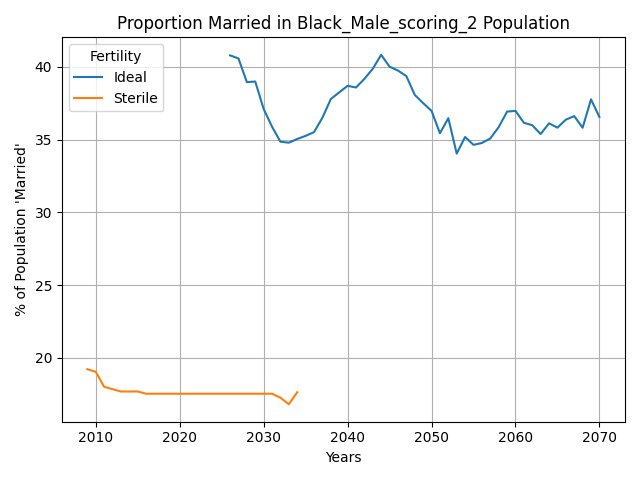 Proportion Married in Black_Male_scoring_2 Population
Fertility
Ideal
Sterile
% of Population 'Married'
40
35
30
25
20
2010 2020 2030 2040 2050 2060 2070
Years